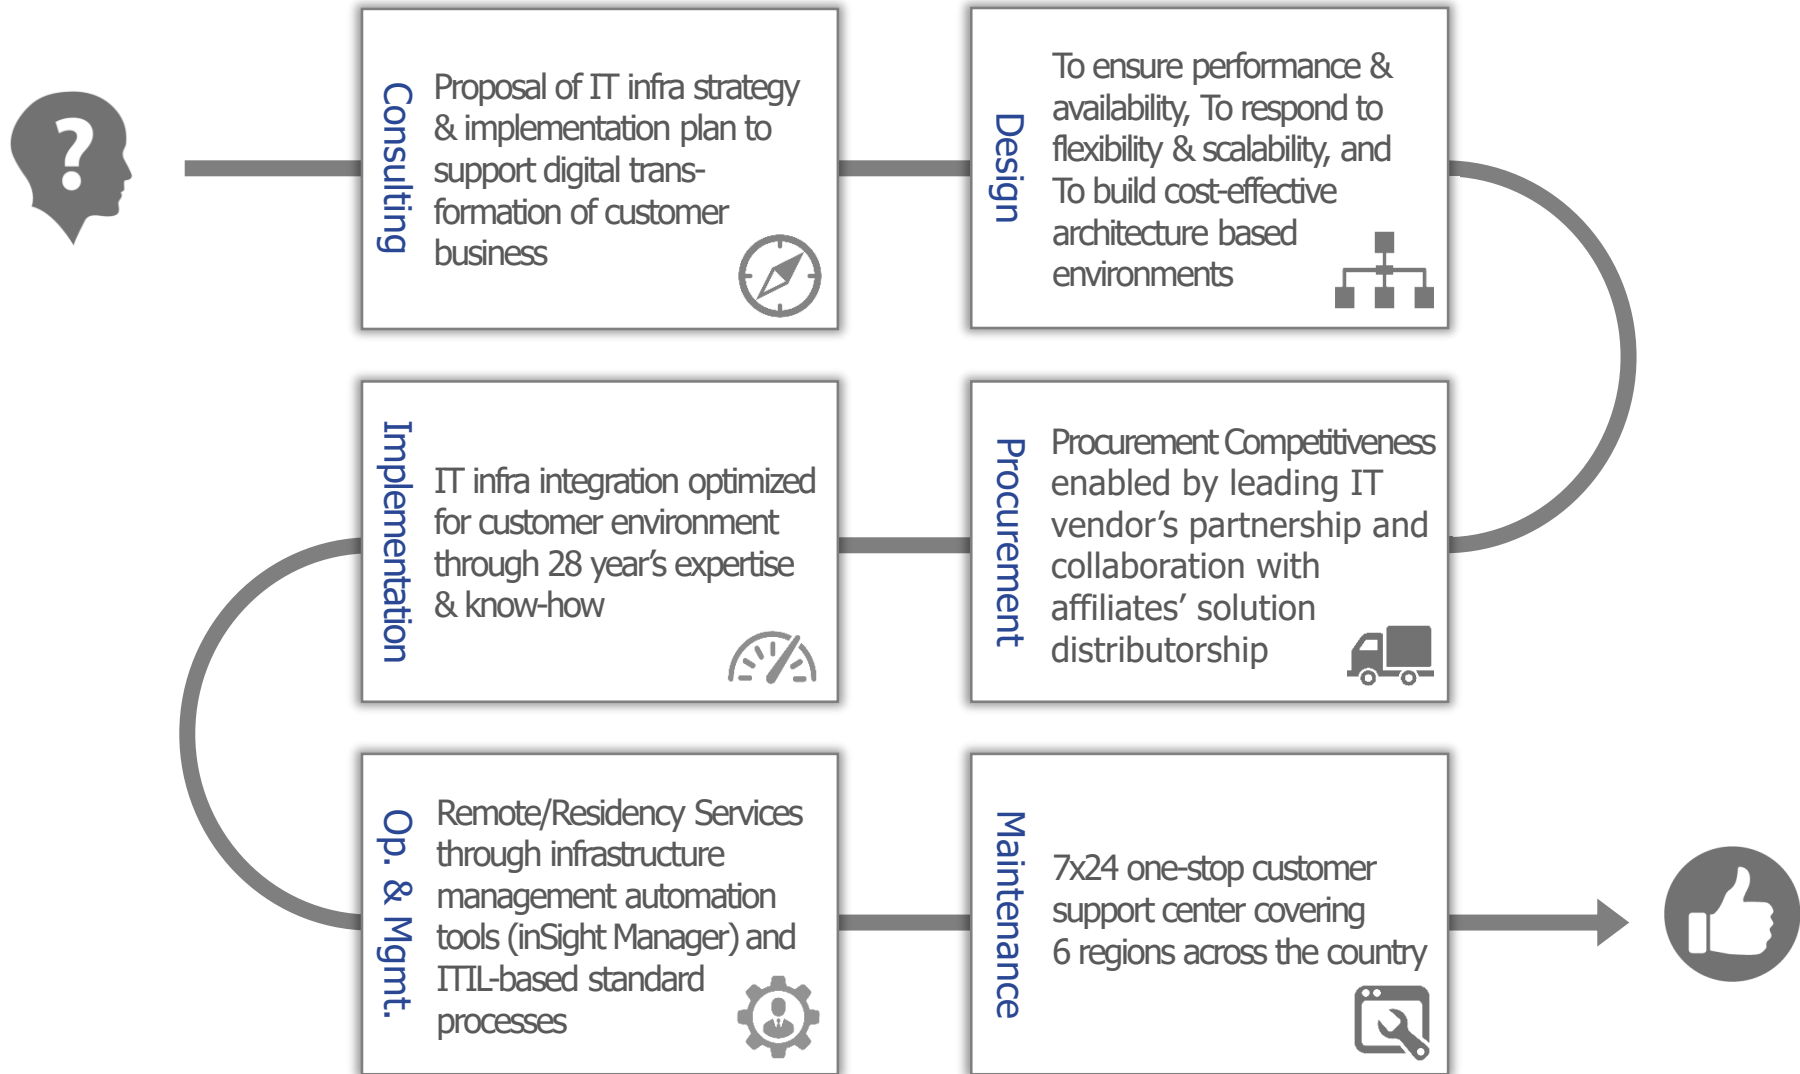 ?
Consulting
Proposal of IT infra strategy
& implementation plan to
support digital trans-
formation of customer
business
Design
To ensure performance &
availability, To respond to
flexibility & scalability, and
To build cost-effective
architecture based
environments
Procurement
Procurement Competitiveness
enabled by leading IT
vendor’s partnership and
collaboration with
affiliates’ solution
distributorship
Implementation
IT infra integration optimized
for customer environment
through 28 year’s expertise
& know-how
Op. & Mgmt.
Remote/Residency Services
through infrastructure
management automation
tools (inSight Manager) and
ITIL-based standard
processes
Maintenance
7x24 one-stop customer
support center covering
6 regions across the country